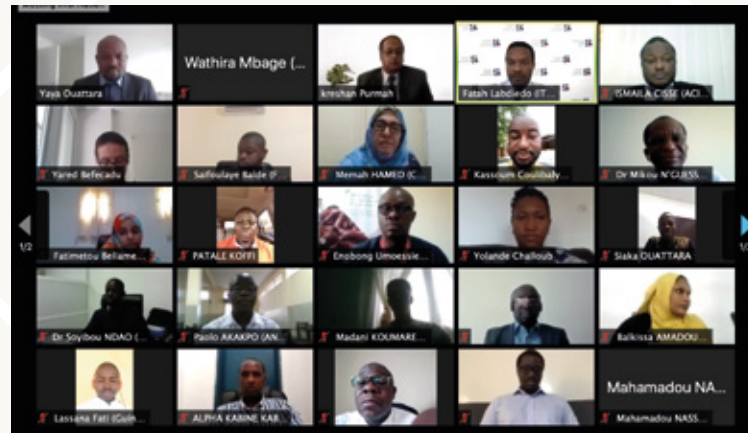 Yaya Ouattara
Wathira Mbage (...
kreshan Purmah
Fatah Labdiedo (IT...
ISMAILA CISSE (ACI...
Yared Befecadu
Saifoulaye Balde (F...
Memah HAMED (C...
Kassoum Coulibaly
Dr Mikou N'GUESS...
1/2
Fatimetou Bellame...
PATALE KOFFI
Enobong Umoessie...
Yolande Challoub
Siaka OUATTARA
Dr Soyibou NDAO (...
Paolo AKAKPO (AN...
Madani KOUMARE...
Balkissa AMADOU...
Lassana Fati (Guin...
ALPHA KABINE KAB...
Mahamadou NA...
Mahamadou NASS...